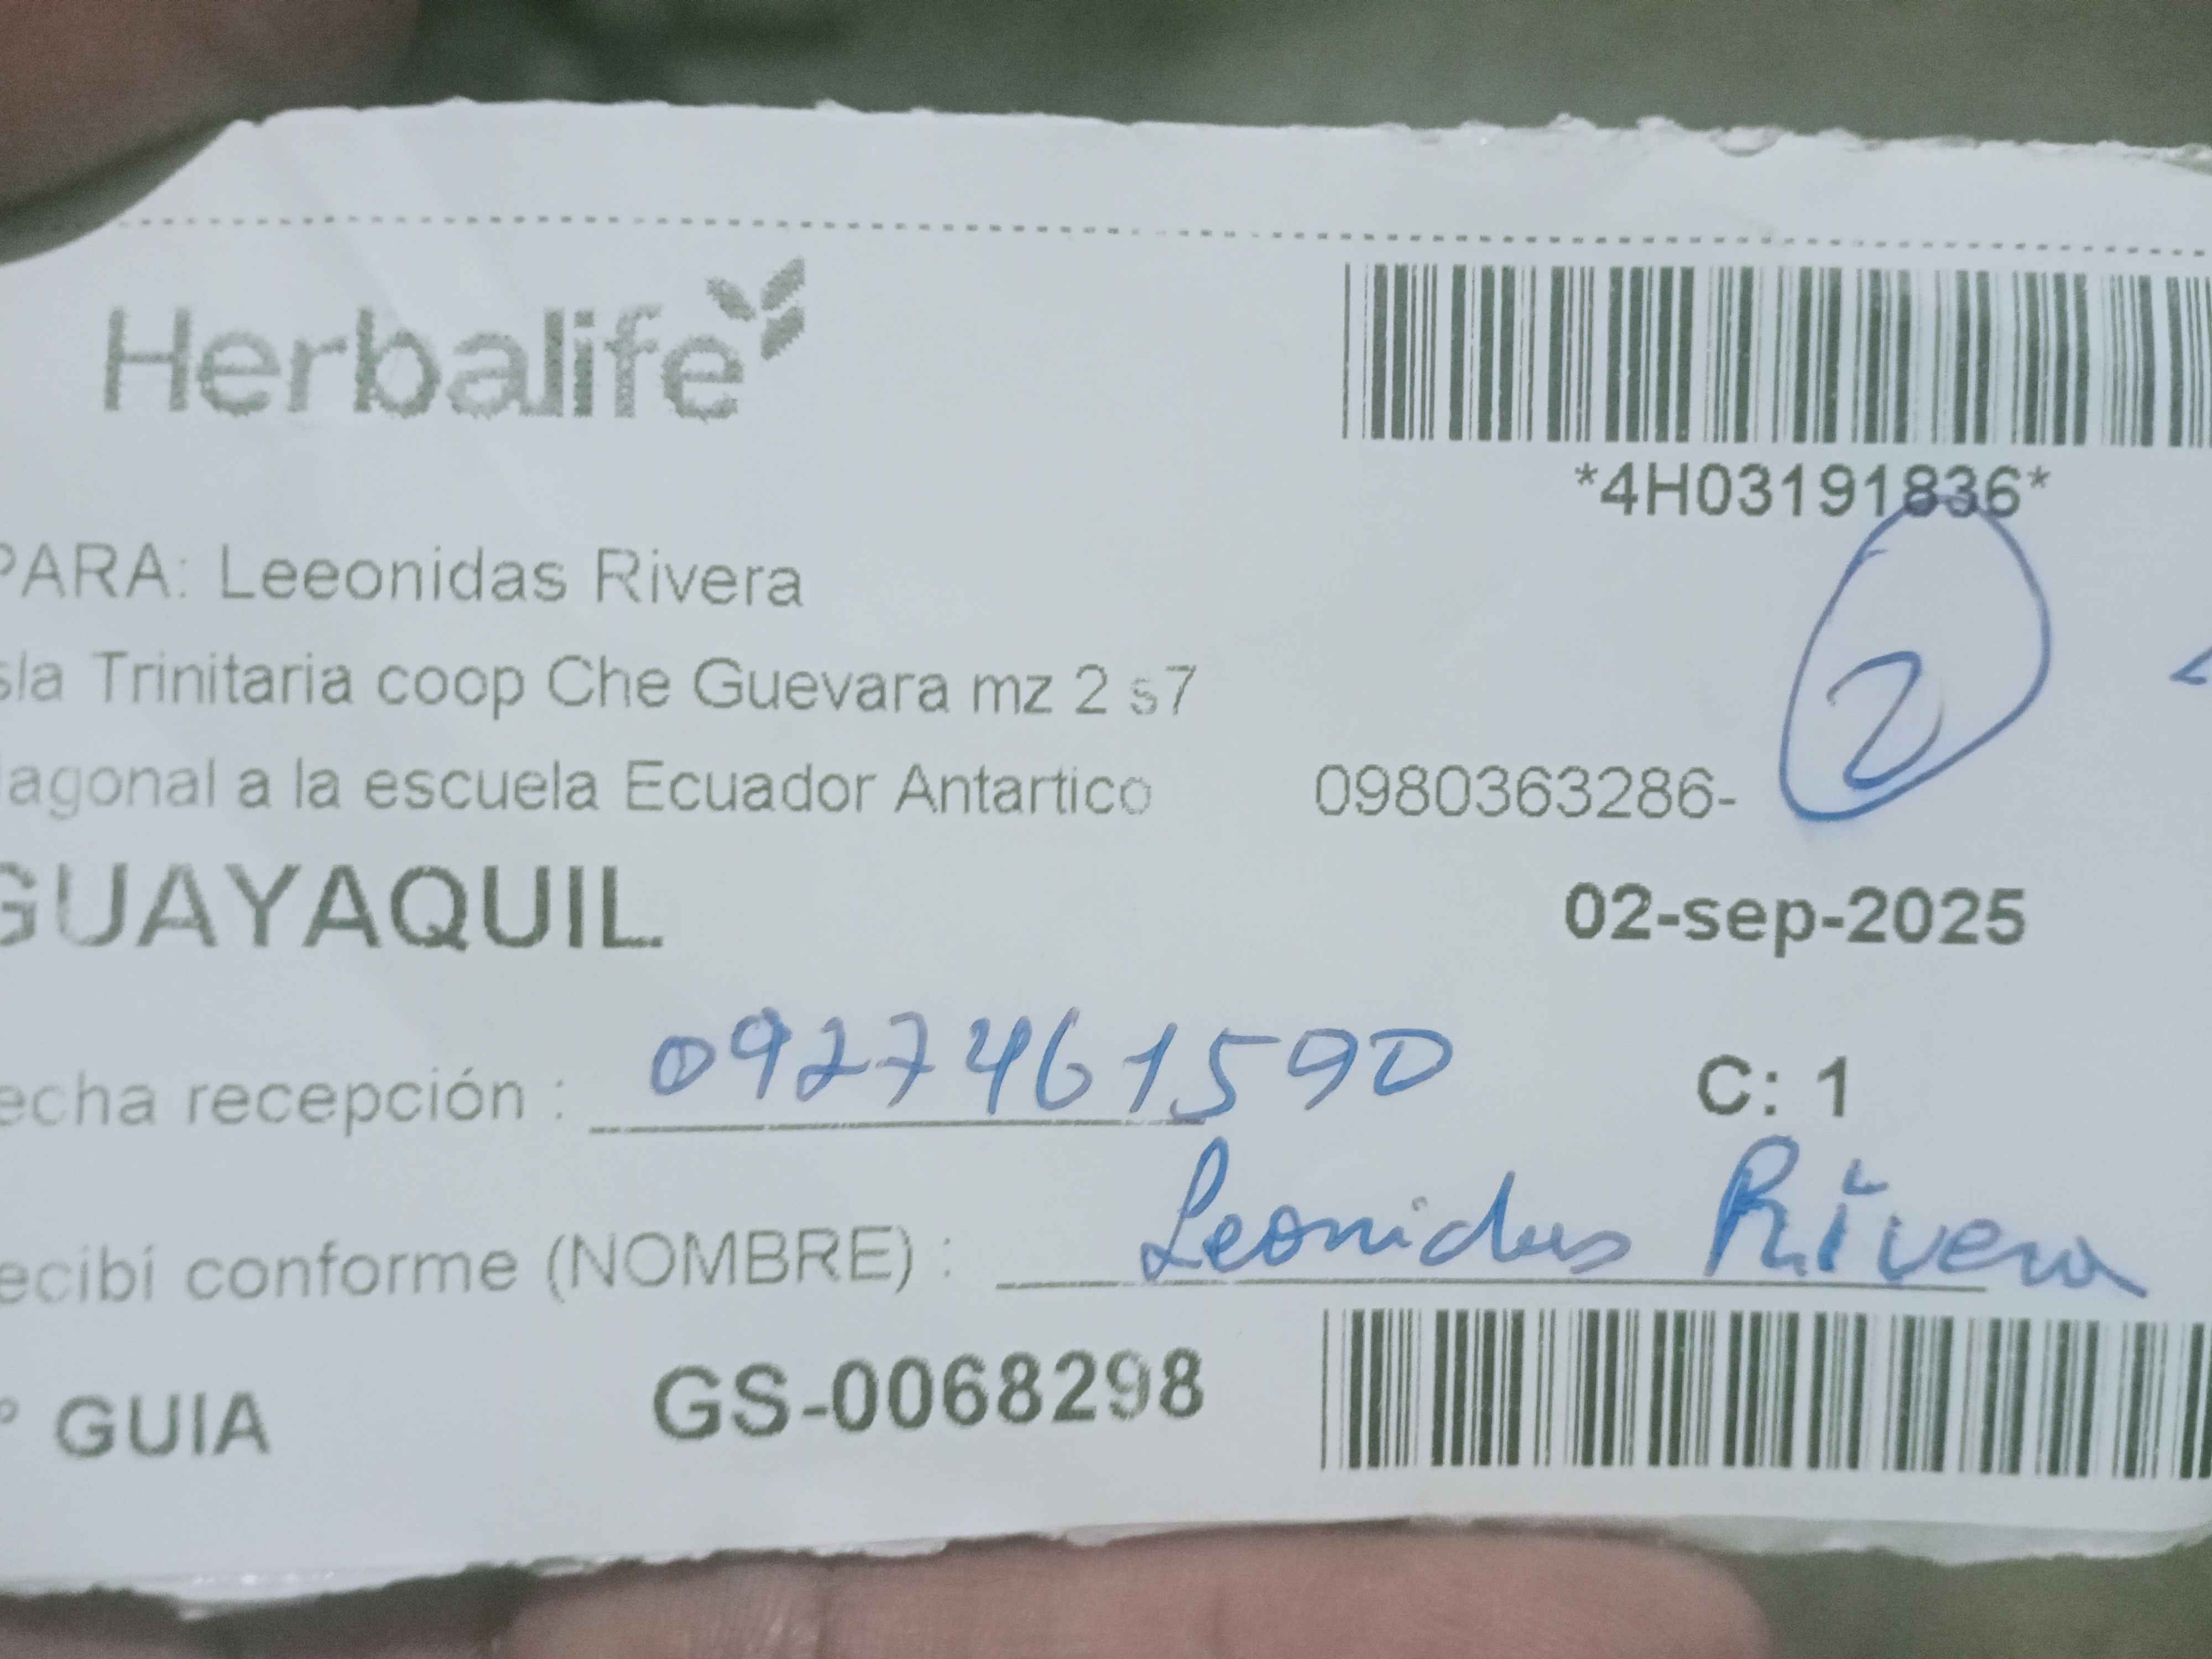 Herbalife
*4H03191836*
PARA: Leeonidas Rivera
sla Trinitaria coop Che Guevara mz 2 s7
2
iagonal a la escuela Ecuador Antartico 0980363286-
GUAYAQUIL.
02-sep-2025
echa recepción : 0927461590
C: 1
ecibí conforme (NOMBRE) : Leonidas Rivera
° GUIA GS-0068298